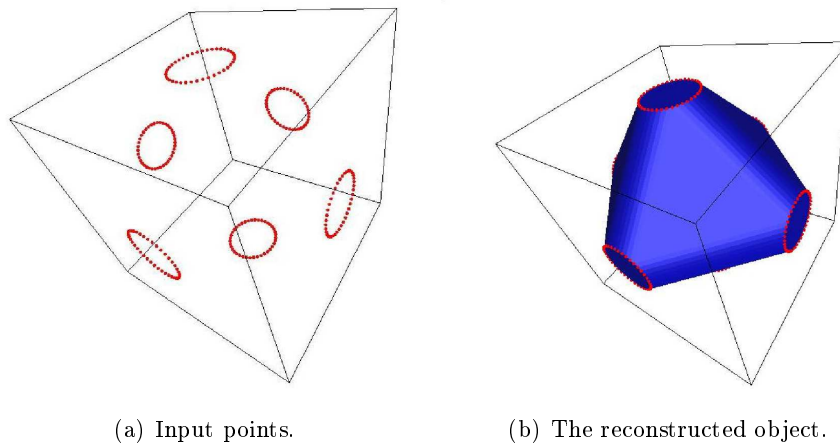 (a) Input points.
(b) The reconstructed object.